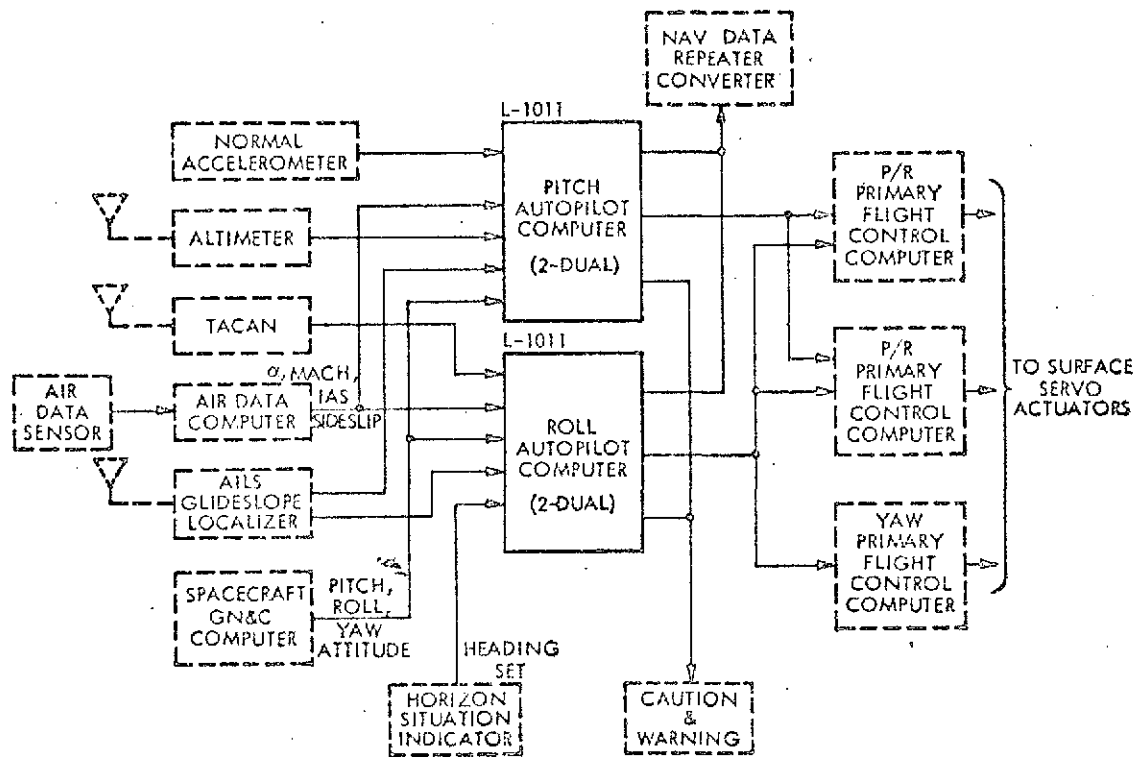 NAV DATA
REPEATER
CONVERTER
L-1011
NORMAL
ACCELEROMETER
PITCH
AUTOPILOT
COMPUTER
(2-DUAL)
P/R
PRIMARY
FLIGHT
CONTROL
COMPUTER
ALTIMETER
TACAN
L-1011
α, MACH,
IAS
SIDESLIP
AIR
DATA
SENSOR
AIR DATA
COMPUTER
ROLL
AUTOPILOT
COMPUTER
(2-DUAL)
P/R
PRIMARY
FLIGHT
CONTROL
COMPUTER
TO SURFACE
SERVO
ACTUATORS
AILS
GLIDESLOPE
LOCALIZER
YAW
PRIMARY
FLIGHT
CONTROL
COMPUTER
SPACECRAFT
GN&C
COMPUTER
PITCH,
ROLL,
YAW
ATTITUDE
HEADING
SET
HORIZON
SITUATION
INDICATOR
CAUTION
&
WARNING